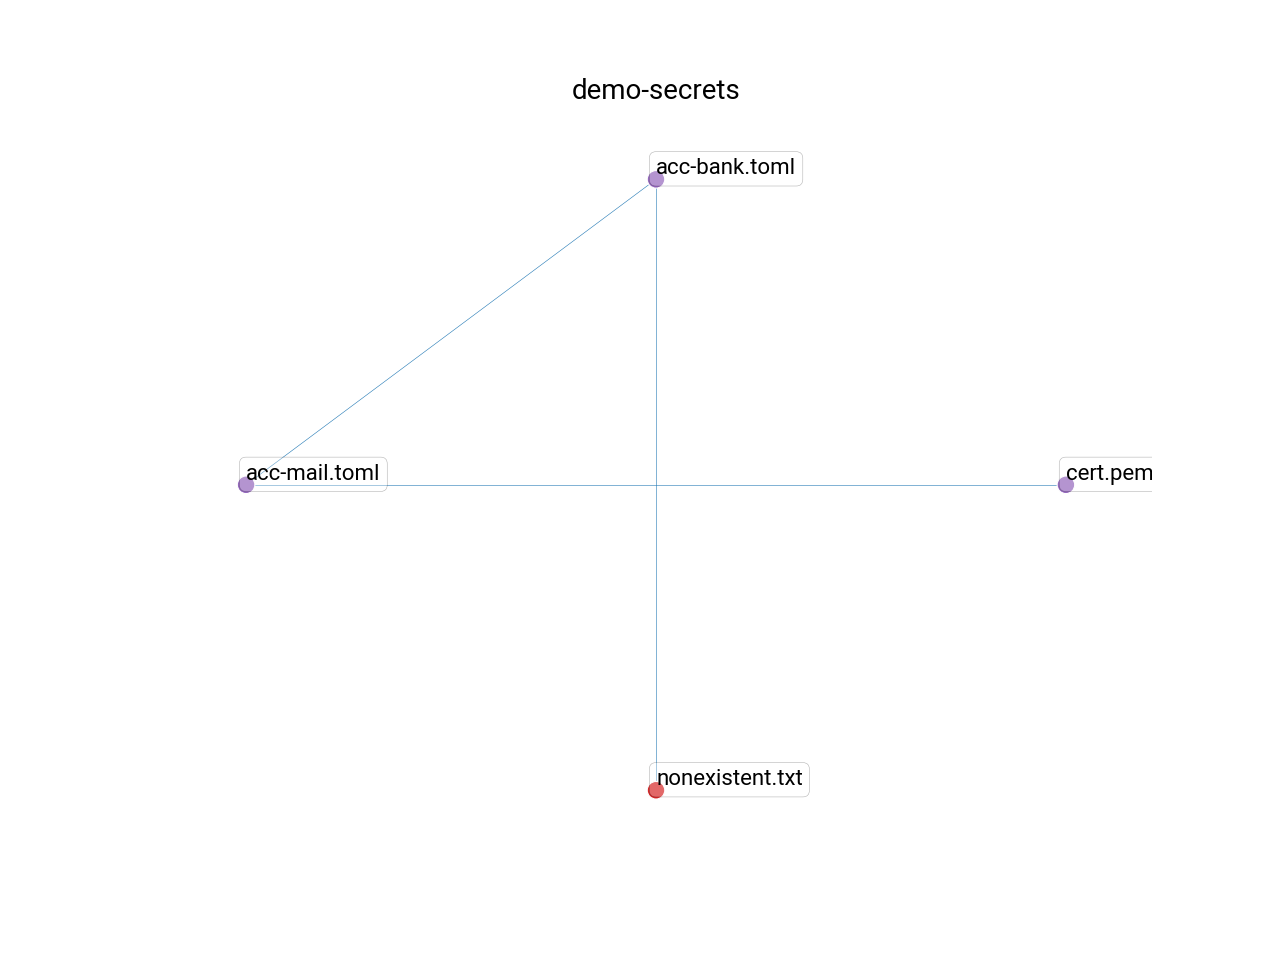 demo-secrets
acc-bank.toml
acc-mail.toml
cert.pem
nonexistent.txt